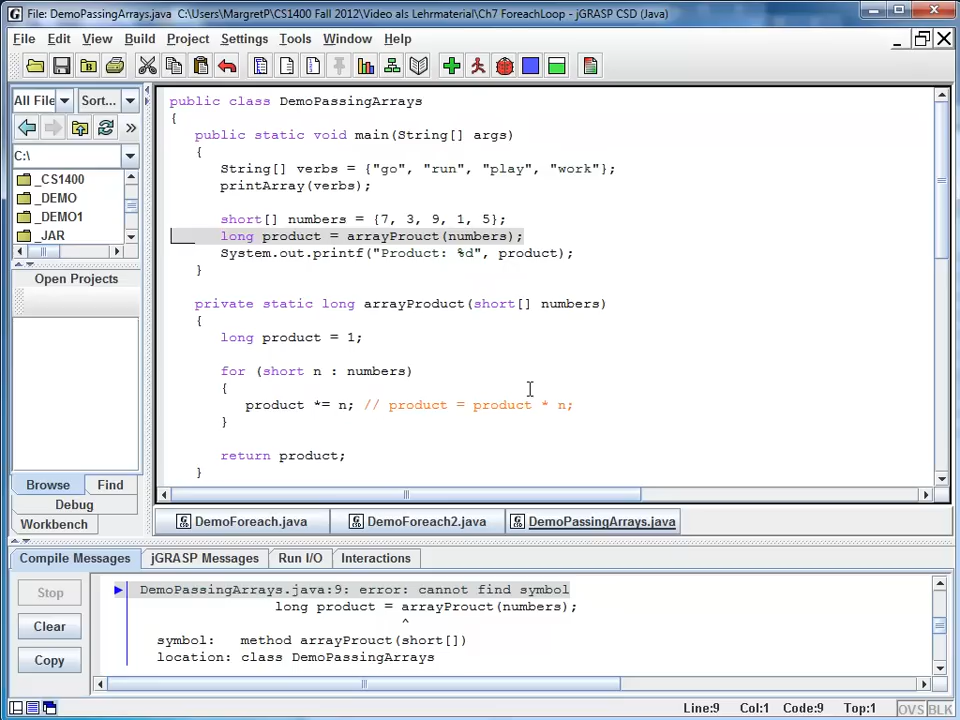 File: DemoPassingArrays.java  C:\Users\MargretP\CS1400 Fall 2012\Video als Lehrmaterial\Ch7 ForeachLoop - jGRASP CSD (Java)
File Edit View Build Project Settings Tools Window Help
All File Sort...
C:\
_CS1400
_DEMO
_DEMO1
_JAR
Open Projects
Browse Find
Debug
Workbench
public class DemoPassingArrays
{
public static void main(String[] args)
{
String[] verbs = {"go", "run", "play", "work"};
printArray(verbs);
short[] numbers = {7, 3, 9, 1, 5};
long product = arrayProuct(numbers);
System.out.printf("Product: %d", product);
}
private static long arrayProduct(short[] numbers)
{
long product = 1;
for (short n : numbers)
{
product *= n; // product = product * n;
}
return product;
}
DemoForeach.java DemoForeach2.java DemoPassingArrays.java
Compile Messages jGRASP Messages Run I/O Interactions
Stop
Clear
Copy
DemoPassingArrays.java:9: error: cannot find symbol
long product = arrayProuct(numbers);
^
symbol: method arrayProuct(short[])
location: class DemoPassingArrays
Line:9 Col:1 Code:9 Top:1 OVS BLK